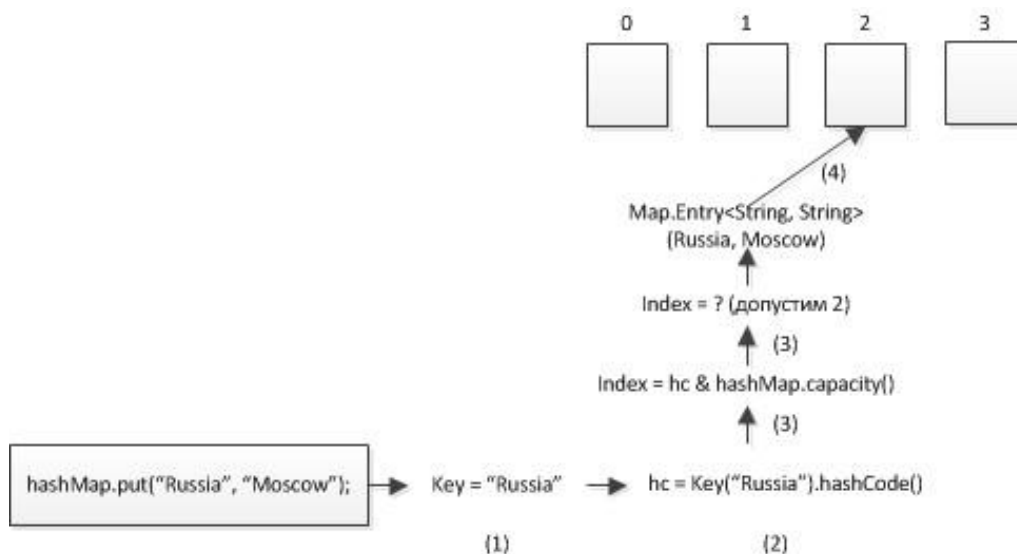 0 1 2 3
(4)
Map.Entry<String, String>
(Russia, Moscow)
Index = ? (допустим 2)
(3)
Index = hc & hashMap.capacity()
(3)
hashMap.put(“Russia”, “Moscow”); Key = “Russia” hc = Key(“Russia”).hashCode()
(1) (2)